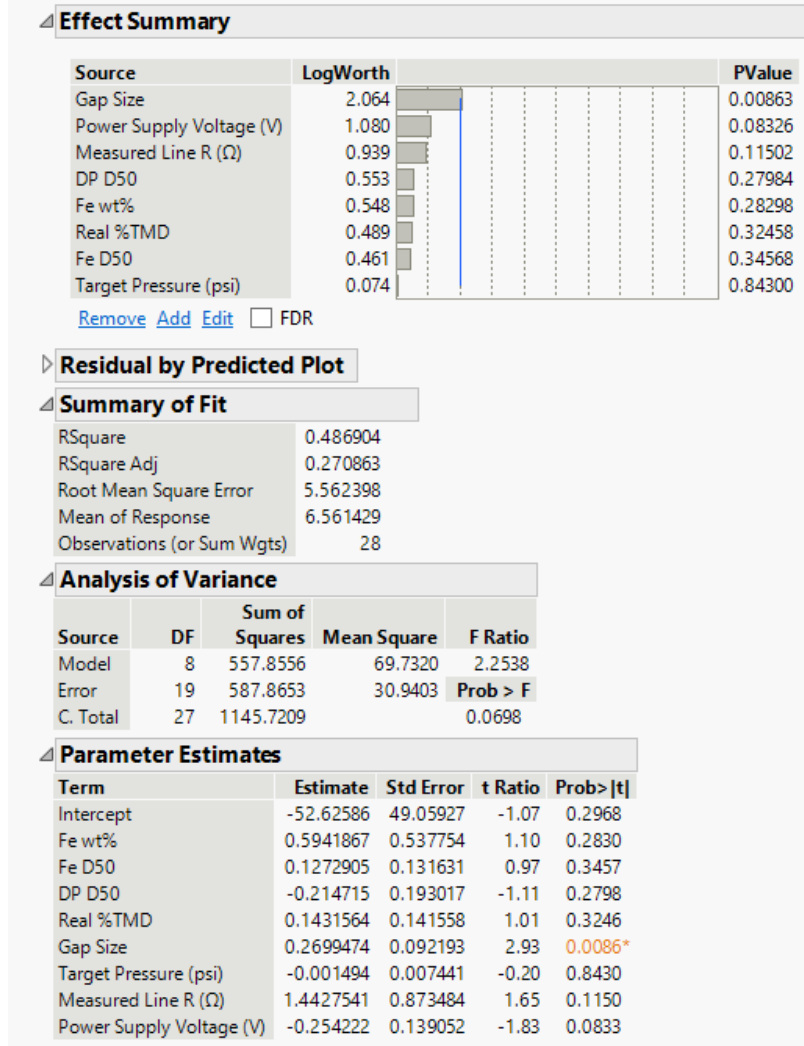 Effect Summary
Source LogWorth PValue
Gap Size 2.064 0.00863
Power Supply Voltage (V) 1.080 0.08326
Measured Line R (Ω) 0.939 0.11502
DP D50 0.553 0.27984
Fe wt% 0.548 0.28298
Real %TMD 0.489 0.32458
Fe D50 0.461 0.34568
Target Pressure (psi) 0.074 0.84300
Remove Add Edit FDR
Residual by Predicted Plot
Summary of Fit
RSquare 0.486904
RSquare Adj 0.270863
Root Mean Square Error 5.562398
Mean of Response 6.561429
Observations (or Sum Wgts) 28
Analysis of Variance
Sum of
Source DF Squares Mean Square F Ratio
Model 8 557.8556 69.7320 2.2538
Error 19 587.8653 30.9403 Prob > F
C. Total 27 1145.7209 0.0698
Parameter Estimates
Term Estimate Std Error t Ratio Prob>|t|
Intercept -52.62586 49.05927 -1.07 0.2968
Fe wt% 0.5941867 0.537754 1.10 0.2830
Fe D50 0.1272905 0.131631 0.97 0.3457
DP D50 -0.214715 0.193017 -1.11 0.2798
Real %TMD 0.1431564 0.141558 1.01 0.3246
Gap Size 0.2699474 0.092193 2.93 0.0086*
Target Pressure (psi) -0.001494 0.007441 -0.20 0.8430
Measured Line R (Ω) 1.4427541 0.873484 1.65 0.1150
Power Supply Voltage (V) -0.254222 0.139052 -1.83 0.0833